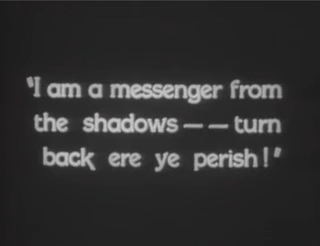 "I am a messenger from
the shadows — — turn
back ere ye perish!"